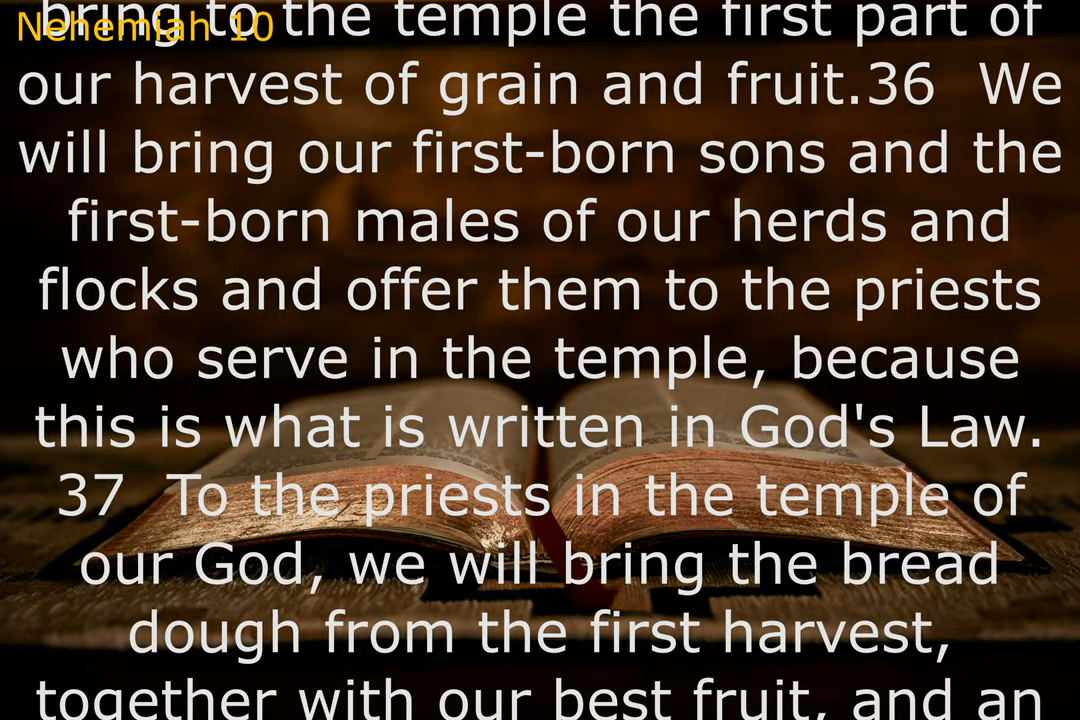 Nehemiah 10
bring to the temple the first part of
our harvest of grain and fruit.36 We
will bring our first-born sons and the
first-born males of our herds and
flocks and offer them to the priests
who serve in the temple, because
this is what is written in God's Law.
37 To the priests in the temple of
our God, we will bring the bread
dough from the first harvest,
together with our best fruit, and an